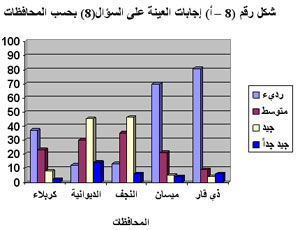 شكل رقم (8 – أ) إجابات العينة على السؤال(8) بحسب المحافظات
100
90
80
70
60
50
40
30
20
10
0
رديء
متوسط
جيد
جيد جداً
كربلاء الديوانية النجف ميسان ذي قار
المحافظات